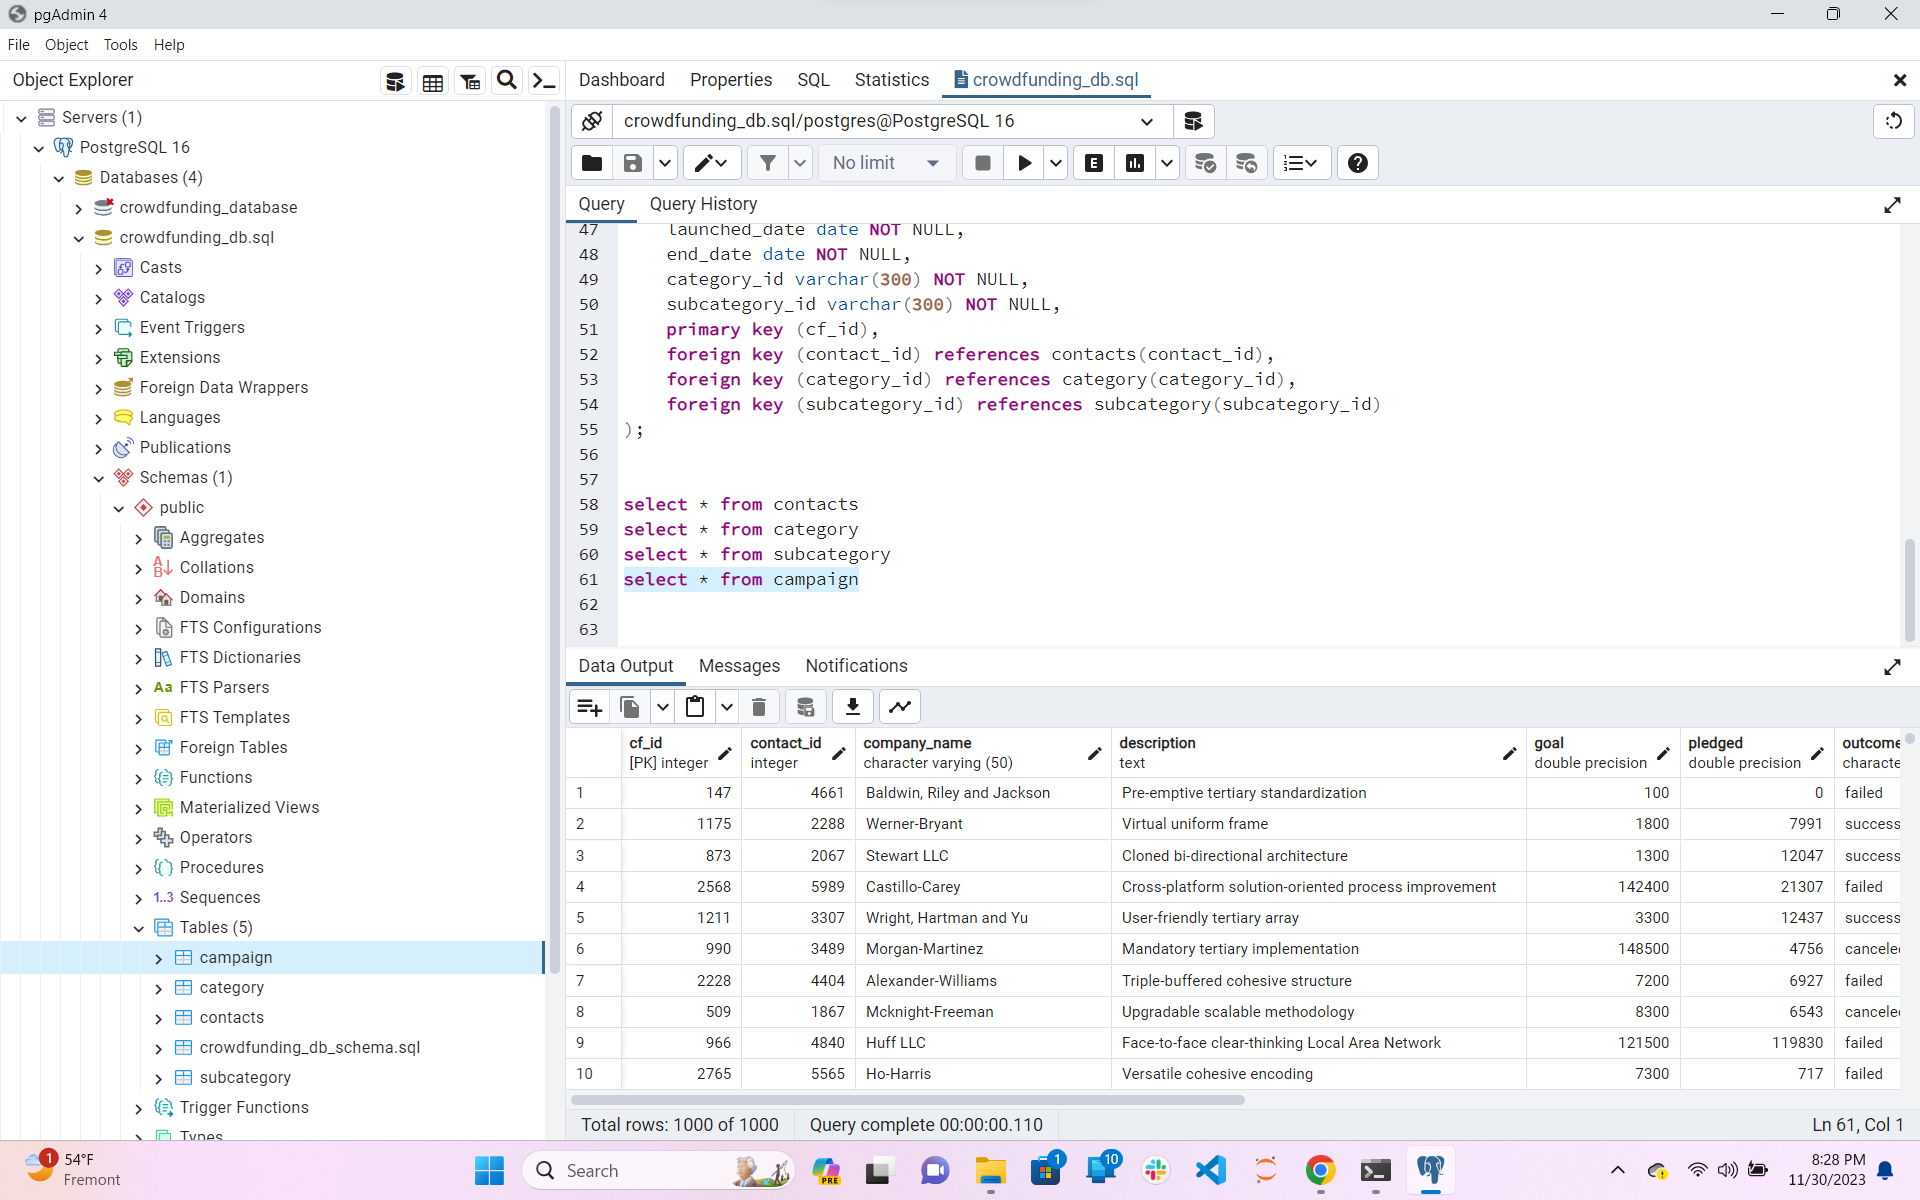 pgAdmin 4
File Object Tools Help
Object Explorer
Dashboard Properties SQL Statistics crowdfunding_db.sql
Servers (1)
PostgreSQL 16
Databases (4)
crowdfunding_database
crowdfunding_db.sql
Casts
Catalogs
Event Triggers
Extensions
Foreign Data Wrappers
Languages
Publications
Schemas (1)
public
Aggregates
Collations
Domains
FTS Configurations
FTS Dictionaries
Aa FTS Parsers
FTS Templates
Foreign Tables
Functions
Materialized Views
Operators
Procedures
1..3 Sequences
Tables (5)
campaign
category
contacts
crowdfunding_db_schema.sql
subcategory
Trigger Functions
Types
crowdfunding_db.sql/postgres@PostgreSQL 16
No limit
E
Query Query History
47 launched_date date NOT NULL,
48 end_date date NOT NULL,
49 category_id varchar(300) NOT NULL,
50 subcategory_id varchar(300) NOT NULL,
51 primary key (cf_id),
52 foreign key (contact_id) references contacts(contact_id),
53 foreign key (category_id) references category(category_id),
54 foreign key (subcategory_id) references subcategory(subcategory_id)
55 );
56
57
58 select * from contacts
59 select * from category
60 select * from subcategory
61 select * from campaign
62
63
Data Output Messages Notifications
cf_id contact_id company_name description goal pledged outcome
[PK] integer integer character varying (50) text double precision double precision characte
1 147 4661 Baldwin, Riley and Jackson Pre-emptive tertiary standardization 100 0 failed
2 1175 2288 Werner-Bryant Virtual uniform frame 1800 7991 success
3 873 2067 Stewart LLC Cloned bi-directional architecture 1300 12047 success
4 2568 5989 Castillo-Carey Cross-platform solution-oriented process improvement 142400 21307 failed
5 1211 3307 Wright, Hartman and Yu User-friendly tertiary array 3300 12437 success
6 990 3489 Morgan-Martinez Mandatory tertiary implementation 148500 4756 cancele
7 2228 4404 Alexander-Williams Triple-buffered cohesive structure 7200 6927 failed
8 509 1867 Mcknight-Freeman Upgradable scalable methodology 8300 6543 cancele
9 966 4840 Huff LLC Face-to-face clear-thinking Local Area Network 121500 119830 failed
10 2765 5565 Ho-Harris Versatile cohesive encoding 7300 717 failed
Total rows: 1000 of 1000 Query complete 00:00:00.110 Ln 61, Col 1
1 54°F
Fremont
Search
PRE
1
10
8:28 PM
11/30/2023